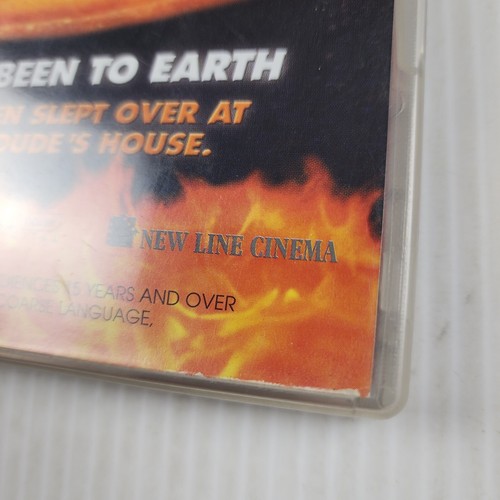 BEEN TO EARTH
SLEPT OVER AT
DUDE'S HOUSE.
NEW LINE CINEMA
YEARS AND OVER
LANGUAGE,